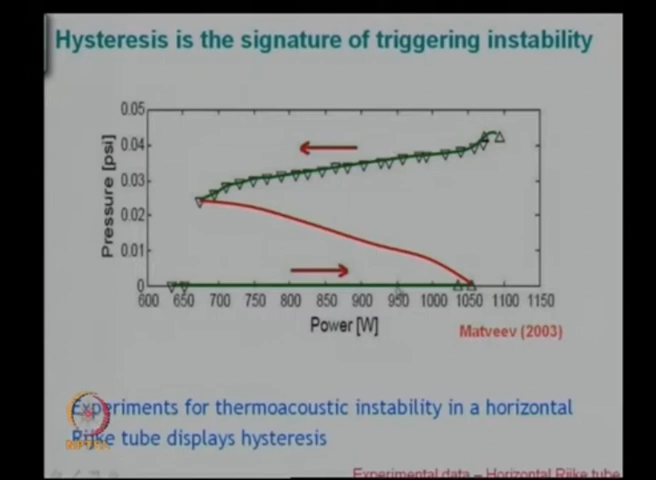 Hysteresis is the signature of triggering instability
0.05
0.04
0.03
0.02
0.01
0
Pressure [psi]
600 650 700 750 800 850 900 950 1000 1050 1100 1150
Power [W]
Matveev (2003)
Experiments for thermoacoustic instability in a horizontal
Rijke tube displays hysteresis
NPTEL
Experimental data – Horizontal Rijke tube